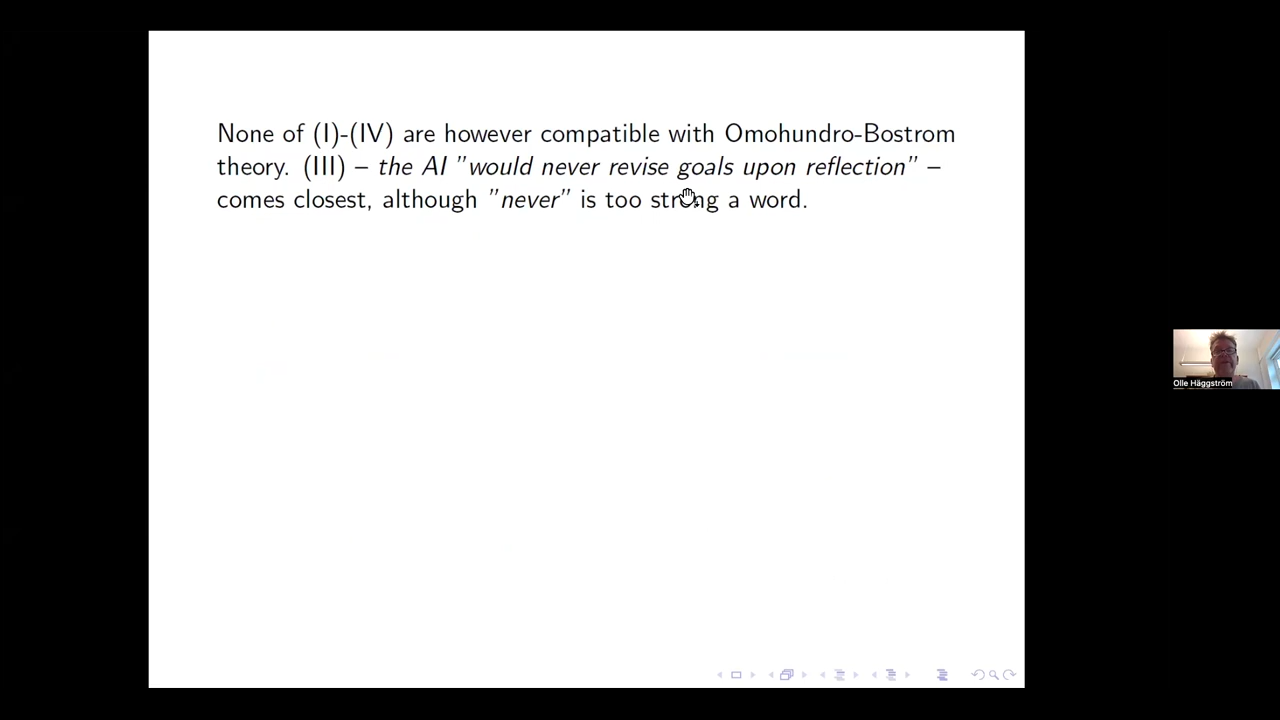 None of (I)-(IV) are however compatible with Omohundro-Bostrom
theory. (III) – the AI ”would never revise goals upon reflection” –
comes closest, although ”never” is too strong a word.
Olle Häggström